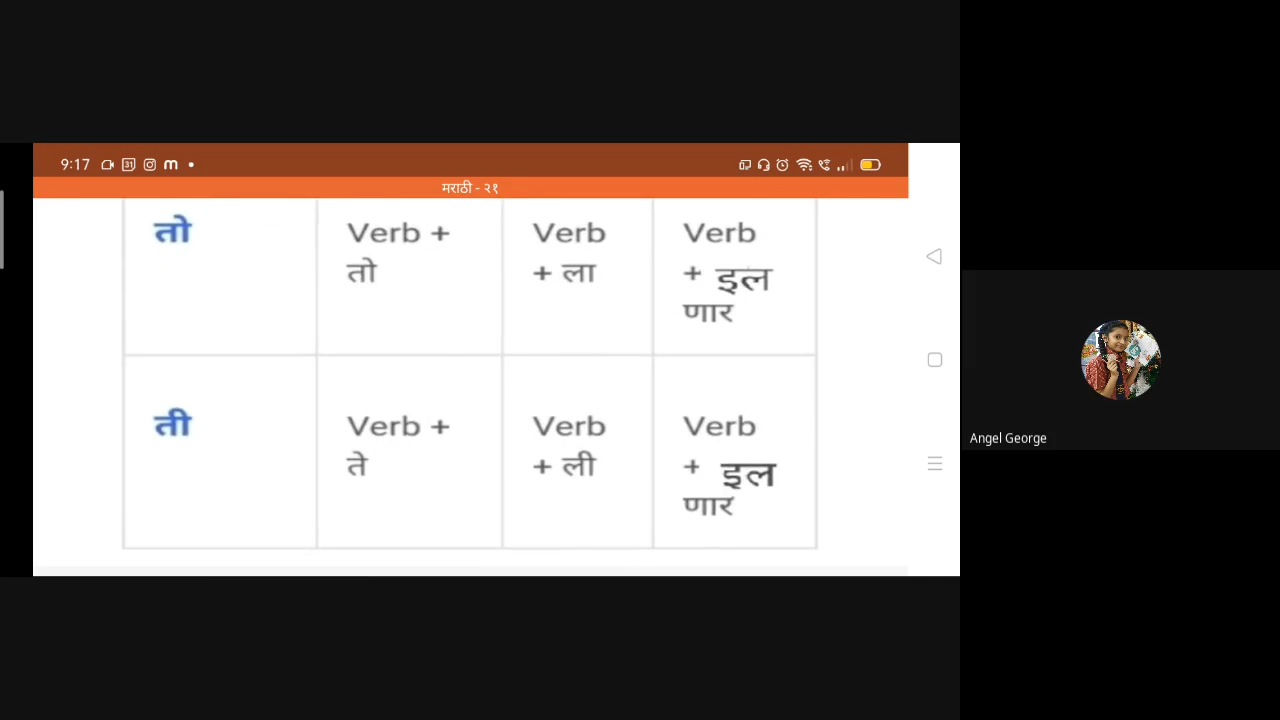 9:17
मराठी - २१
तो
Verb +
तो
Verb
+ ला
Verb
+ इल
णार
ती
Verb +
ते
Verb
+ ली
Verb
+ इल
णार
Angel George